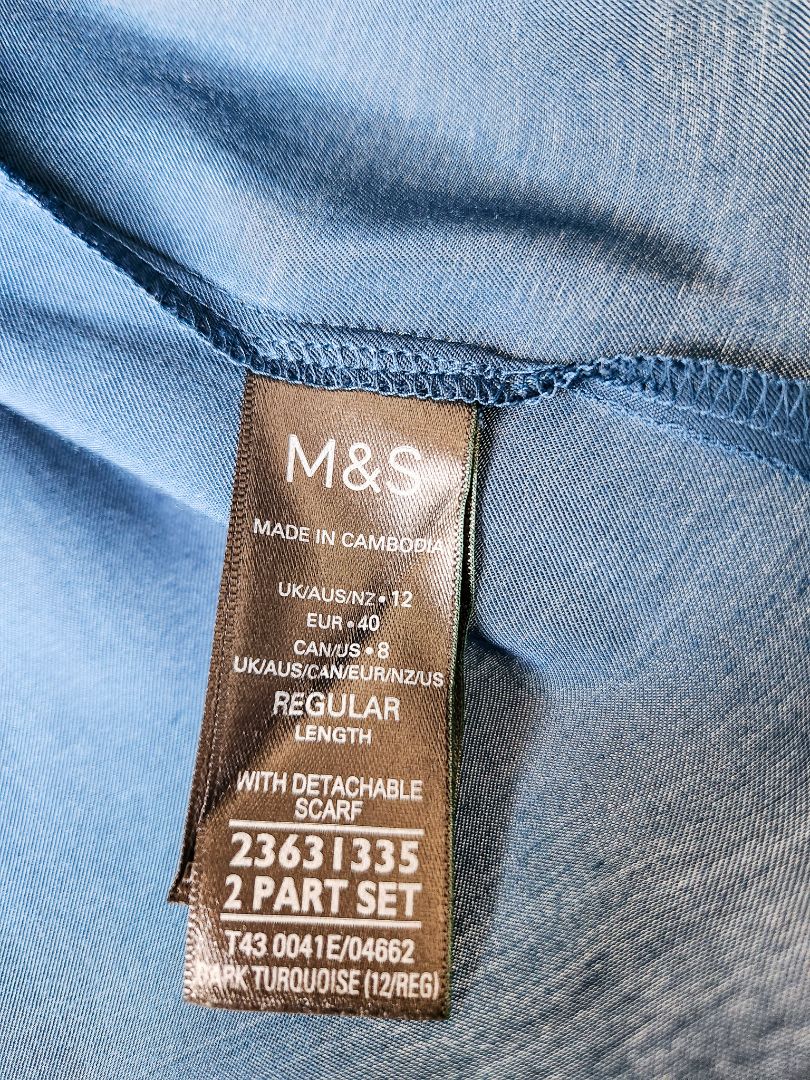 M&S
MADE IN CAMBODIA
UK/AUS/NZ • 12
EUR • 40
CAN/US • 8
UK/AUS/CAN/EUR/NZ/US
REGULAR
LENGTH
WITH DETACHABLE
SCARF
23631335
2 PART SET
T43 0041E/04662
DARK TURQUOISE (12/REG)